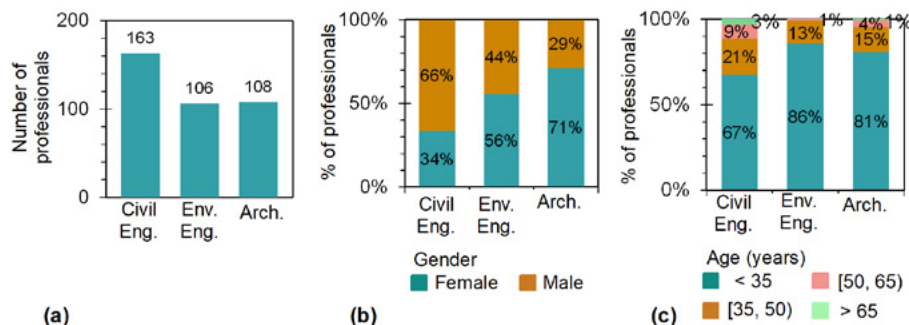 Number of
professionals
200
100
0
163
106
108
Civil
Eng.
Env.
Eng.
Arch.
(a)
% of professionals
100%
50%
0%
66%
34%
44%
56%
29%
71%
Civil
Eng.
Env.
Eng.
Arch.
Gender
Female
Male
(b)
% of professionals
100%
50%
0%
3%
9%
21%
67%
1%
13%
86%
1%
4%
15%
81%
Civil
Eng.
Env.
Eng.
Arch.
Age (years)
< 35
[50, 65)
[35, 50)
> 65
(c)